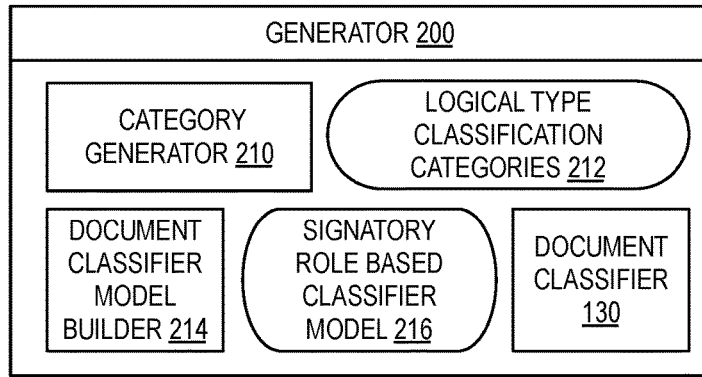 GENERATOR 200
CATEGORY
GENERATOR 210
LOGICAL TYPE
CLASSIFICATION
CATEGORIES 212
DOCUMENT
CLASSIFIER
MODEL
BUILDER 214
SIGNATORY
ROLE BASED
CLASSIFIER
MODEL 216
DOCUMENT
CLASSIFIER
130